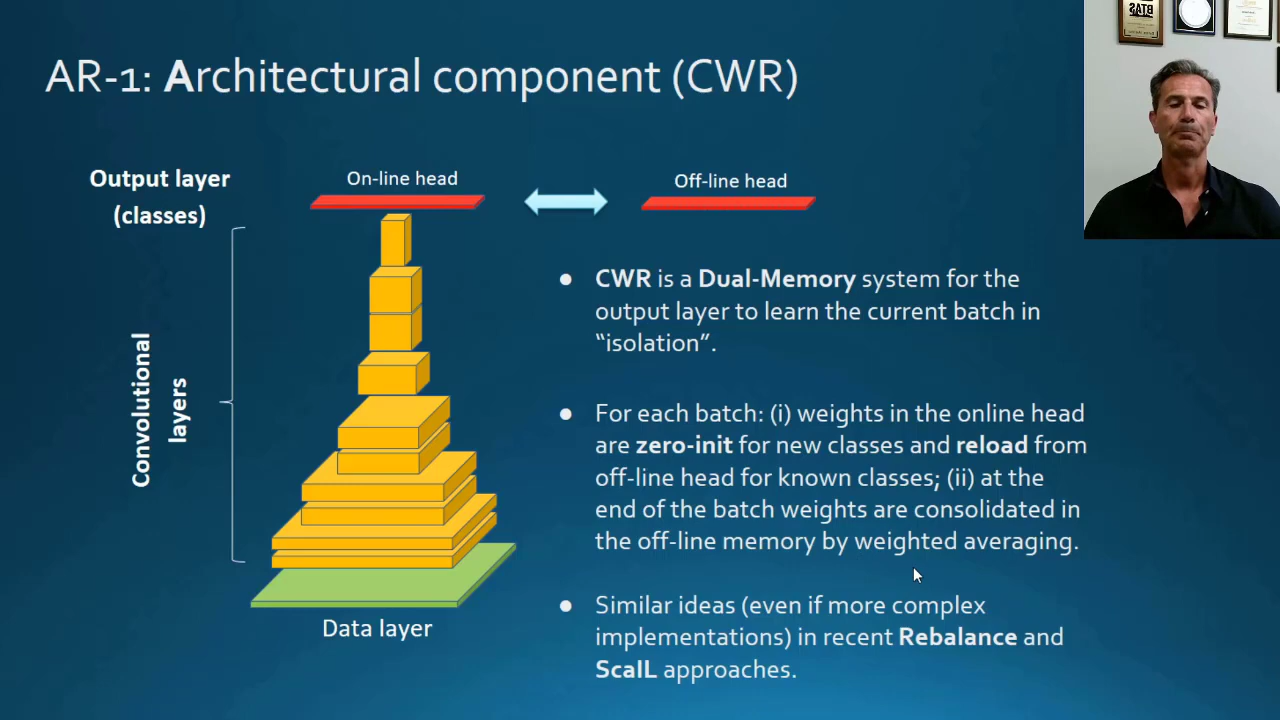 AR-1: Architectural component (CWR)
Output layer
(classes)
On-line head
Off-line head
Convolutional
layers
Data layer
● CWR is a Dual-Memory system for the
output layer to learn the current batch in
“isolation”.
● For each batch: (i) weights in the online head
are zero-init for new classes and reload from
off-line head for known classes; (ii) at the
end of the batch weights are consolidated in
the off-line memory by weighted averaging.
● Similar ideas (even if more complex
implementations) in recent Rebalance and
ScaIL approaches.